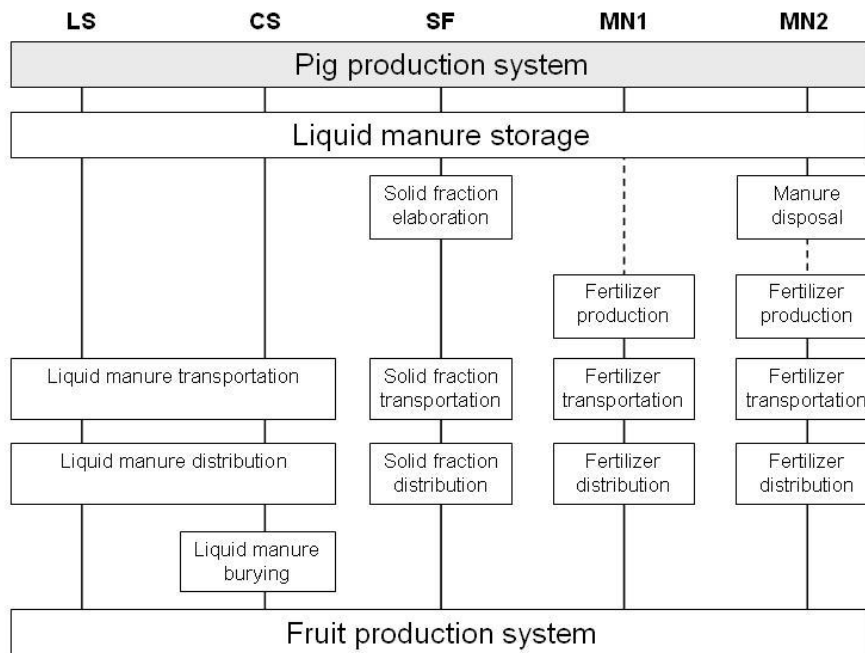 LS CS SF MN1 MN2
Pig production system
Liquid manure storage
Solid fraction
elaboration
Manure
disposal
Fertilizer
production
Fertilizer
production
Liquid manure transportation
Solid fraction
transportation
Fertilizer
transportation
Fertilizer
transportation
Liquid manure distribution
Solid fraction
distribution
Fertilizer
distribution
Fertilizer
distribution
Liquid manure
burying
Fruit production system